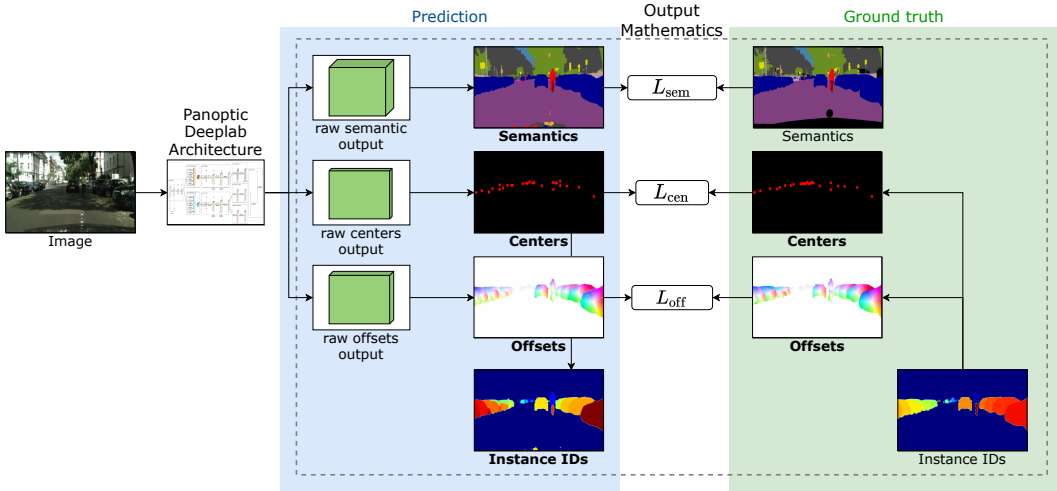 Prediction
Output
Mathematics
Ground truth
Panoptic
Deeplab
Architecture
Image
raw semantic
output
Semantics
L_sem
Semantics
raw centers
output
Centers
L_cen
Centers
raw offsets
output
Offsets
L_off
Offsets
Instance IDs
Instance IDs